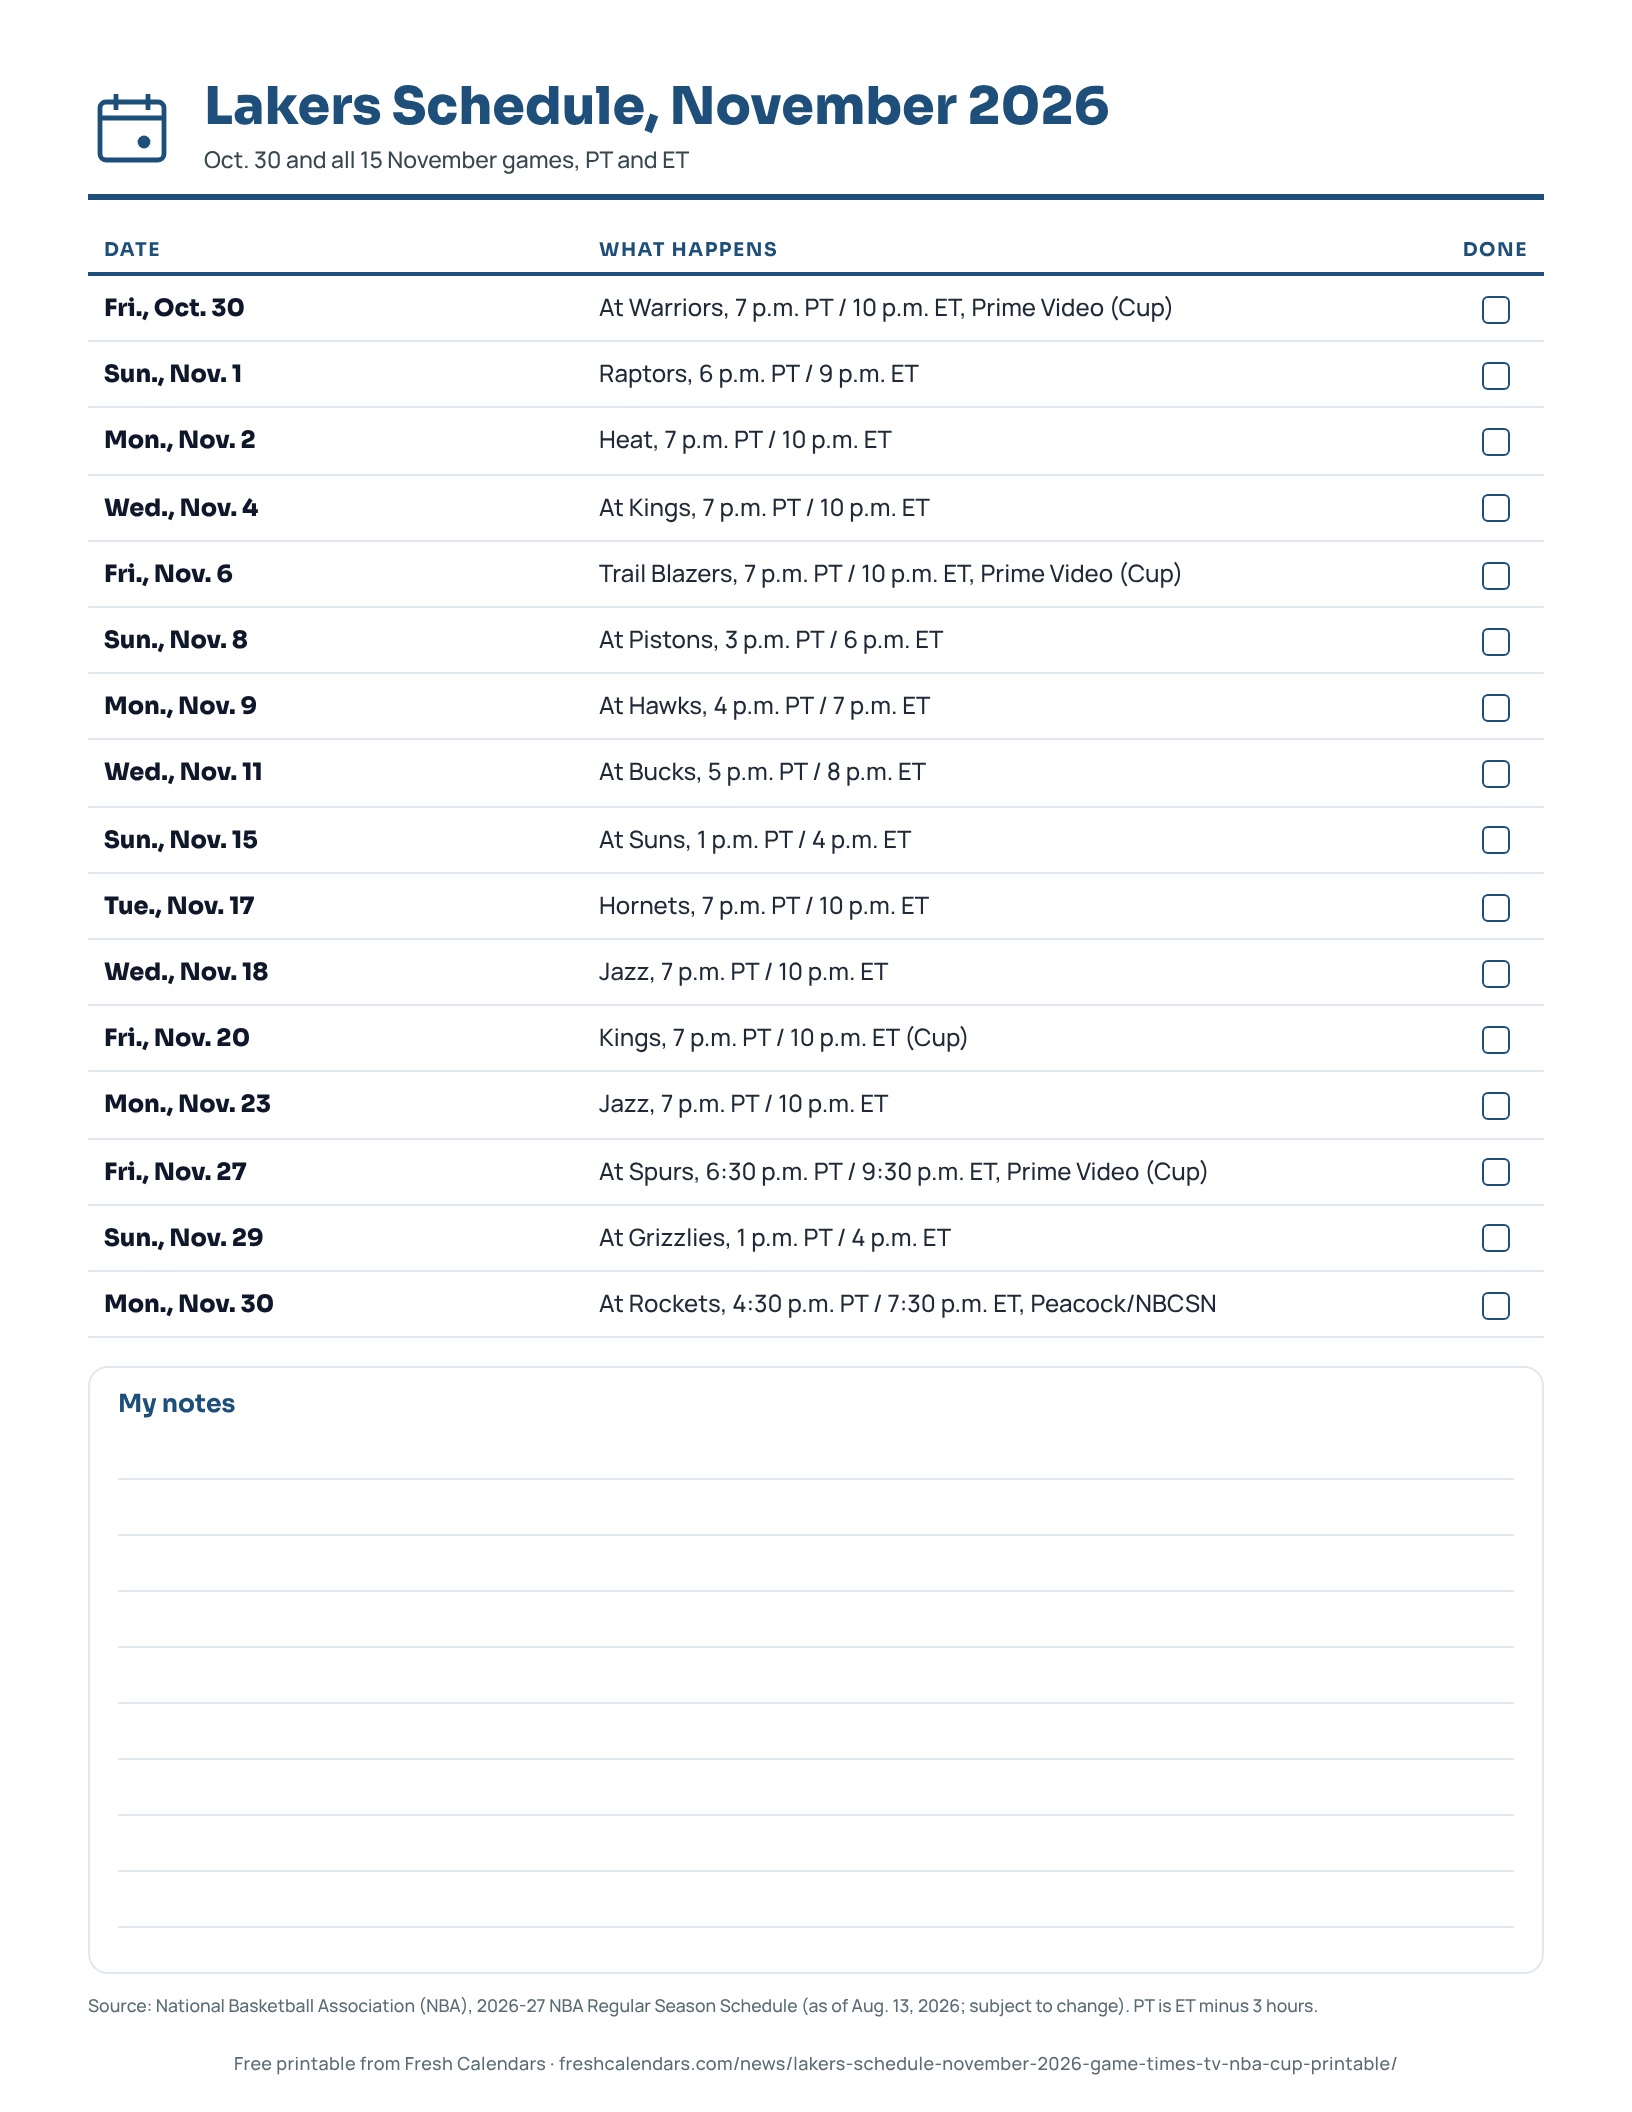 Lakers Schedule, November 2026
Oct. 30 and all 15 November games, PT and ET
DATE WHAT HAPPENS DONE
Fri., Oct. 30 At Warriors, 7 p.m. PT / 10 p.m. ET, Prime Video (Cup)
Sun., Nov. 1 Raptors, 6 p.m. PT / 9 p.m. ET
Mon., Nov. 2 Heat, 7 p.m. PT / 10 p.m. ET
Wed., Nov. 4 At Kings, 7 p.m. PT / 10 p.m. ET
Fri., Nov. 6 Trail Blazers, 7 p.m. PT / 10 p.m. ET, Prime Video (Cup)
Sun., Nov. 8 At Pistons, 3 p.m. PT / 6 p.m. ET
Mon., Nov. 9 At Hawks, 4 p.m. PT / 7 p.m. ET
Wed., Nov. 11 At Bucks, 5 p.m. PT / 8 p.m. ET
Sun., Nov. 15 At Suns, 1 p.m. PT / 4 p.m. ET
Tue., Nov. 17 Hornets, 7 p.m. PT / 10 p.m. ET
Wed., Nov. 18 Jazz, 7 p.m. PT / 10 p.m. ET
Fri., Nov. 20 Kings, 7 p.m. PT / 10 p.m. ET (Cup)
Mon., Nov. 23 Jazz, 7 p.m. PT / 10 p.m. ET
Fri., Nov. 27 At Spurs, 6:30 p.m. PT / 9:30 p.m. ET, Prime Video (Cup)
Sun., Nov. 29 At Grizzlies, 1 p.m. PT / 4 p.m. ET
Mon., Nov. 30 At Rockets, 4:30 p.m. PT / 7:30 p.m. ET, Peacock/NBCSN
My notes
Source: National Basketball Association (NBA), 2026-27 NBA Regular Season Schedule (as of Aug. 13, 2026; subject to change). PT is ET minus 3 hours.
Free printable from Fresh Calendars · freshcalendars.com/news/lakers-schedule-november-2026-game-times-tv-nba-cup-printable/